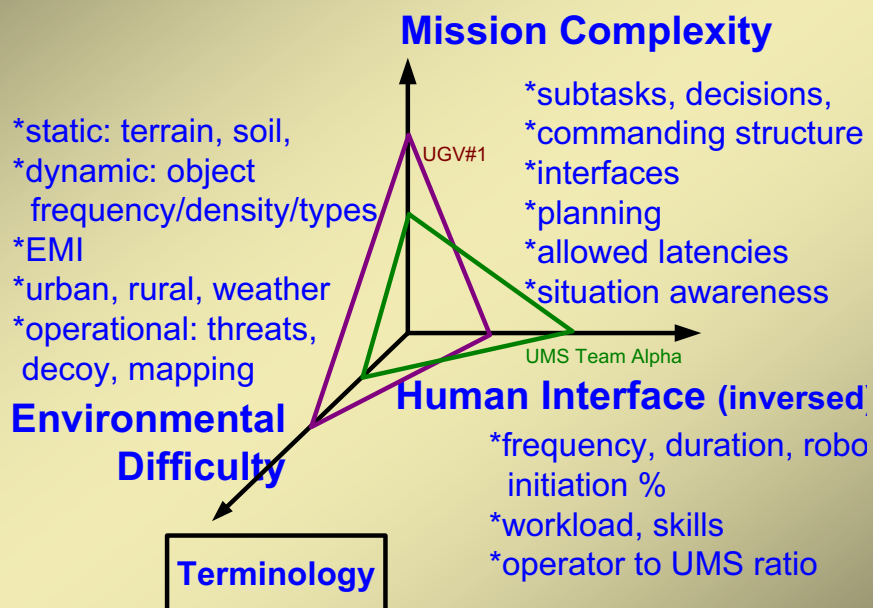 Mission Complexity
*subtasks, decisions,
*commanding structure
*interfaces
*planning
*allowed latencies
*situation awareness
*static: terrain, soil,
*dynamic: object
frequency/density/types
*EMI
*urban, rural, weather
*operational: threats,
decoy, mapping
UGV#1
UMS Team Alpha
Environmental
Difficulty
Human Interface (inversed)
*frequency, duration, robo
initiation %
*workload, skills
*operator to UMS ratio
Terminology